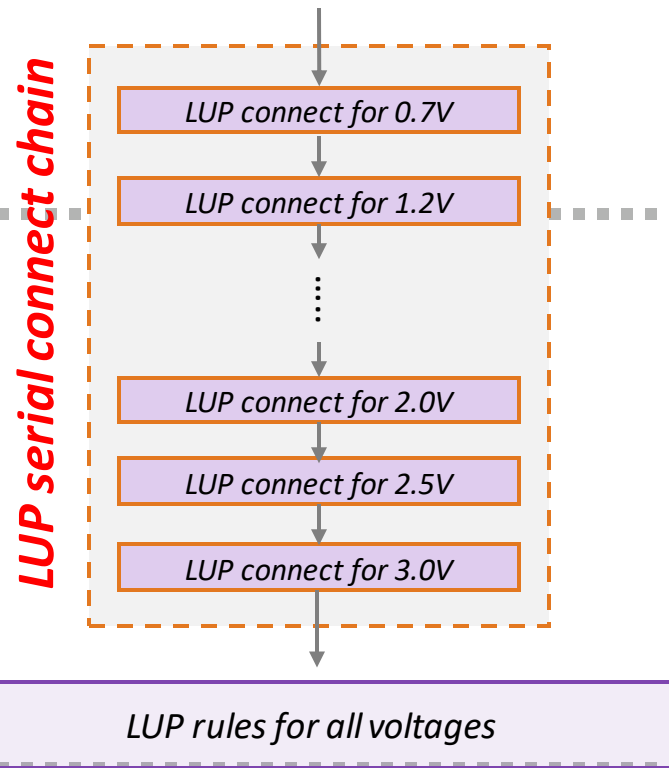 LUP serial connect chain
LUP connect for 0.7V
LUP connect for 1.2V
......
LUP connect for 2.0V
LUP connect for 2.5V
LUP connect for 3.0V
LUP rules for all voltages